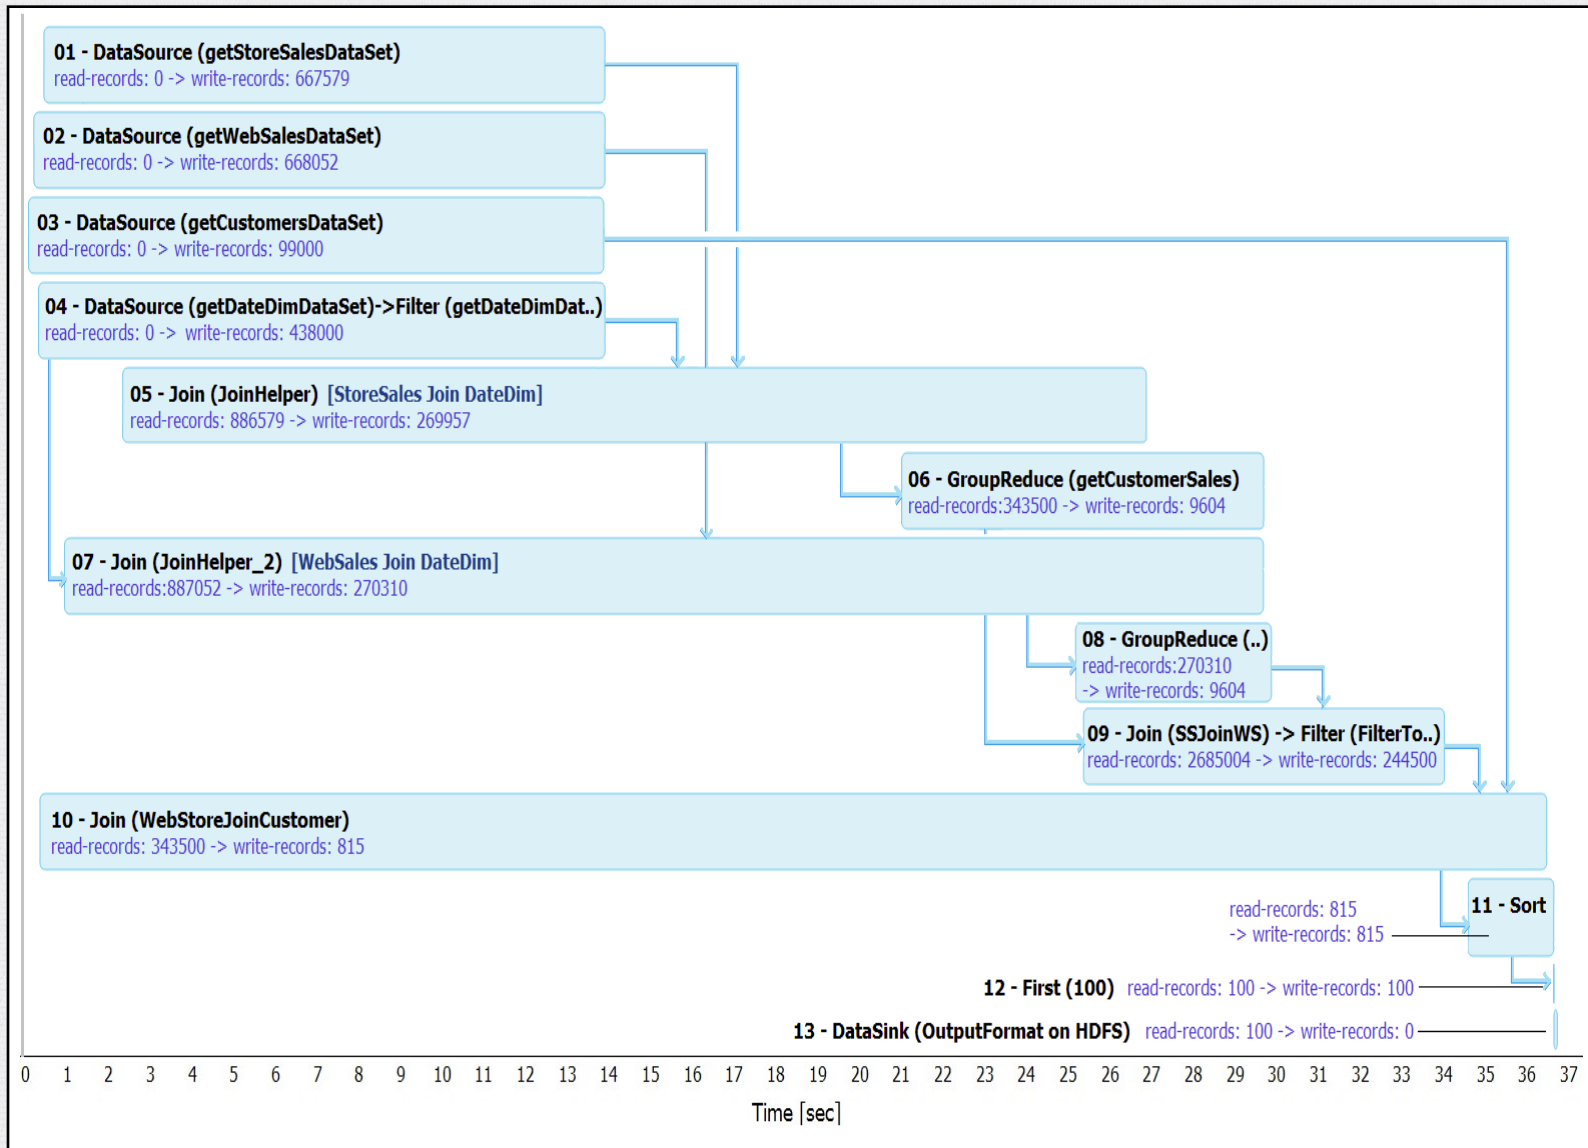 01 - DataSource (getStoreSalesDataSet)
read-records: 0 -> write-records: 667579
02 - DataSource (getWebSalesDataSet)
read-records: 0 -> write-records: 668052
03 - DataSource (getCustomersDataSet)
read-records: 0 -> write-records: 99000
04 - DataSource (getDateDimDataSet)->Filter (getDateDimDat..)
read-records: 0 -> write-records: 438000
05 - Join (JoinHelper) [StoreSales Join DateDim]
read-records: 886579 -> write-records: 269957
06 - GroupReduce (getCustomerSales)
read-records:343500 -> write-records: 9604
07 - Join (JoinHelper_2) [WebSales Join DateDim]
read-records:887052 -> write-records: 270310
08 - GroupReduce (..)
read-records:270310
-> write-records: 9604
09 - Join (SSJoinWS) -> Filter (FilterTo..)
read-records: 2685004 -> write-records: 244500
10 - Join (WebStoreJoinCustomer)
read-records: 343500 -> write-records: 815
11 - Sort
read-records: 815
-> write-records: 815
12 - First (100) read-records: 100 -> write-records: 100
13 - DataSink (OutputFormat on HDFS) read-records: 100 -> write-records: 0
0 1 2 3 4 5 6 7 8 9 10 11 12 13 14 15 16 17 18 19 20 21 22 23 24 25 26 27 28 29 30 31 32 33 34 35 36 37
Time [sec]